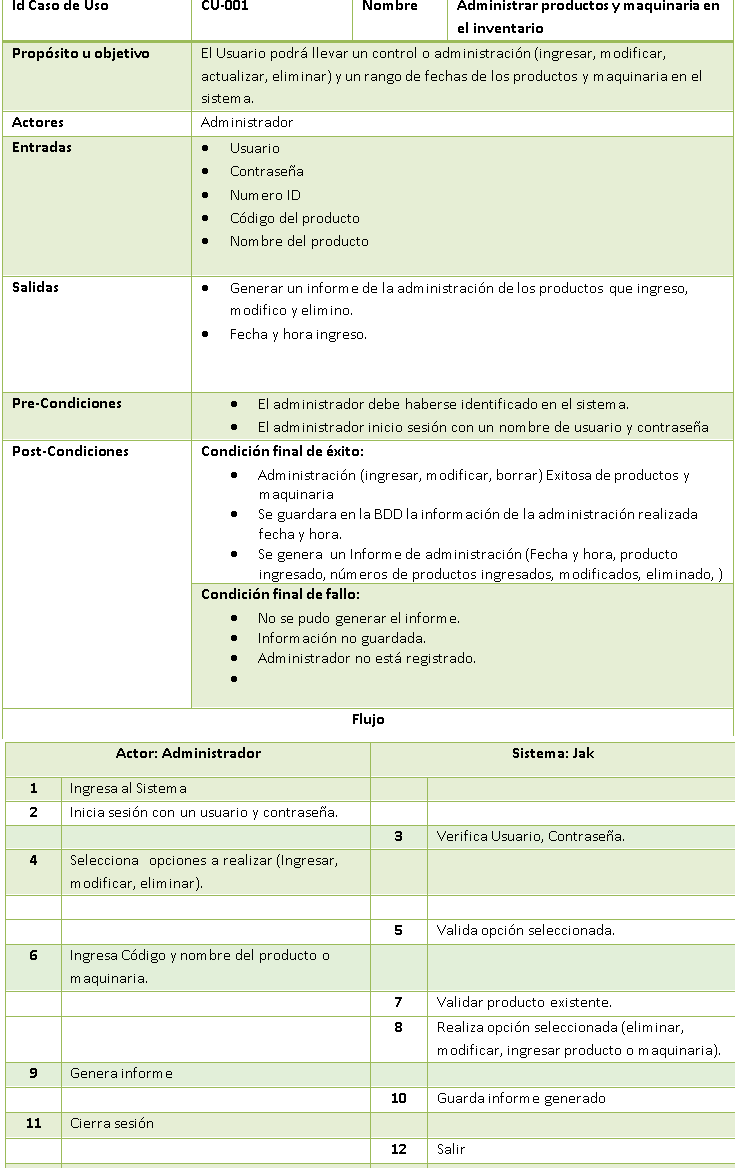 Id Caso de Uso CU-001 Nombre Administrar productos y maquinaria en
el inventario
Propósito u objetivo El Usuario podrá llevar un control o administración (ingresar, modificar,
actualizar, eliminar) y un rango de fechas de los productos y maquinaria en el
sistema.
Actores Administrador
Entradas • Usuario
• Contraseña
• Numero ID
• Código del producto
• Nombre del producto
Salidas • Generar un informe de la administración de los productos que ingreso,
modifico y elimino.
• Fecha y hora ingreso.
Pre-Condiciones • El administrador debe haberse identificado en el sistema.
• El administrador inicio sesión con un nombre de usuario y contraseña
Post-Condiciones Condición final de éxito:
• Administración (ingresar, modificar, borrar) Exitosa de productos y
maquinaria
• Se guardara en la BDD la información de la administración realizada
fecha y hora.
• Se genera un Informe de administración (Fecha y hora, producto
ingresado, números de productos ingresados, modificados, eliminado, )
Condición final de fallo:
• No se pudo generar el informe.
• Información no guardada.
• Administrador no está registrado.
•
Flujo
Actor: Administrador Sistema: Jak
1 Ingresa al Sistema
2 Inicia sesión con un usuario y contraseña.
3 Verifica Usuario, Contraseña.
4 Selecciona opciones a realizar (Ingresar,
modificar, eliminar).
5 Valida opción seleccionada.
6 Ingresa Código y nombre del producto o
maquinaria.
7 Validar producto existente.
8 Realiza opción seleccionada (eliminar,
modificar, ingresar producto o maquinaria).
9 Genera informe
10 Guarda informe generado
11 Cierra sesión
12 Salir